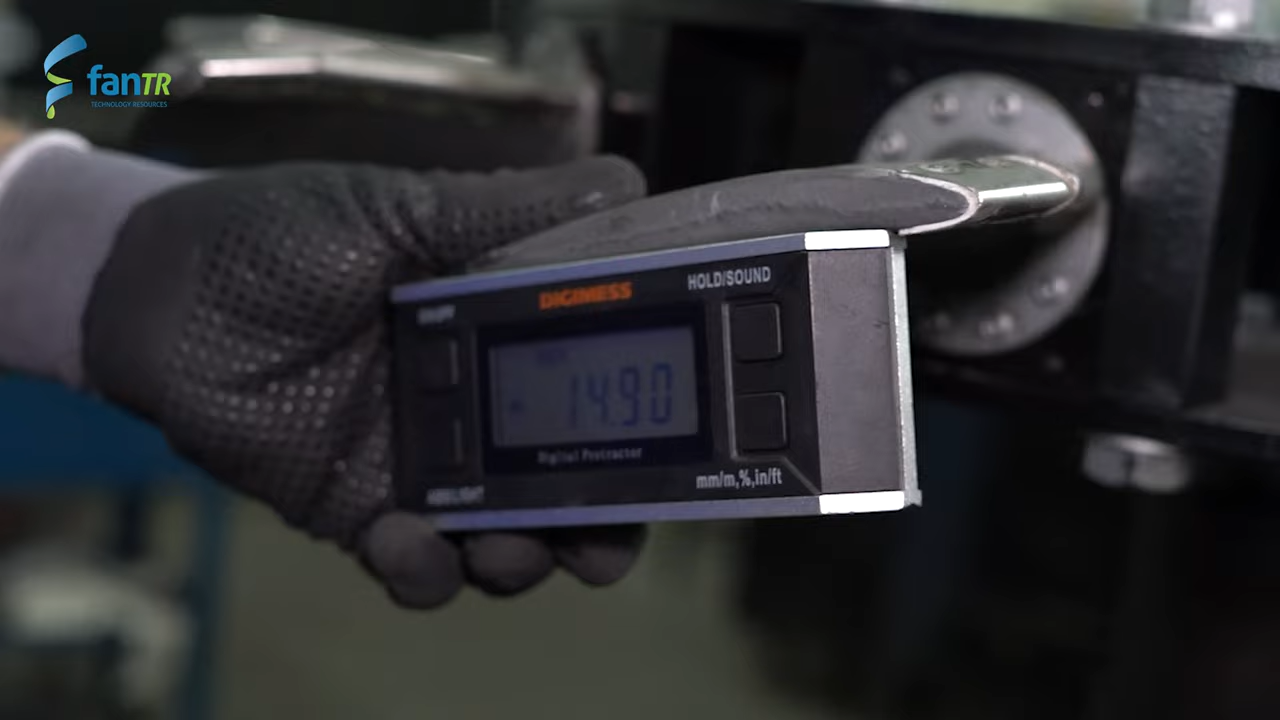 fanTR
TECHNOLOGY RESOURCES
HOLD/SOUND
DIGIMESS
14.90
Digital Protractor
mm/m,%,in/ft